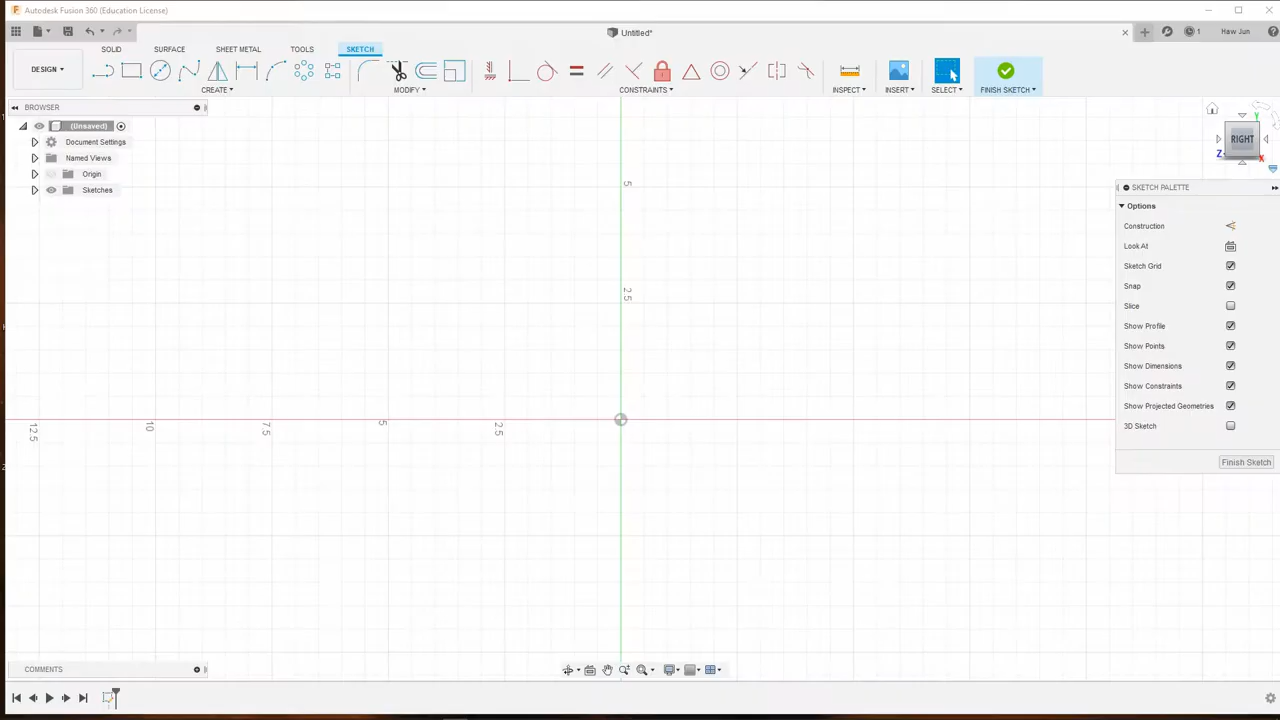 Autodesk Fusion 360 (Education License)
Untitled*
1
Haw Jun
SOLID
SURFACE
SHEET METAL
TOOLS
SKETCH
DESIGN
CREATE
MODIFY
CONSTRAINTS
INSPECT
INSERT
SELECT
FINISH SKETCH
BROWSER
(Unsaved)
Document Settings
Named Views
Origin
Sketches
Y
RIGHT
Z
X
5
2.5
12.5
10
7.5
5
2.5
SKETCH PALETTE
Options
Construction
Look At
Sketch Grid
Snap
Slice
Show Profile
Show Points
Show Dimensions
Show Constraints
Show Projected Geometries
3D Sketch
Finish Sketch
COMMENTS